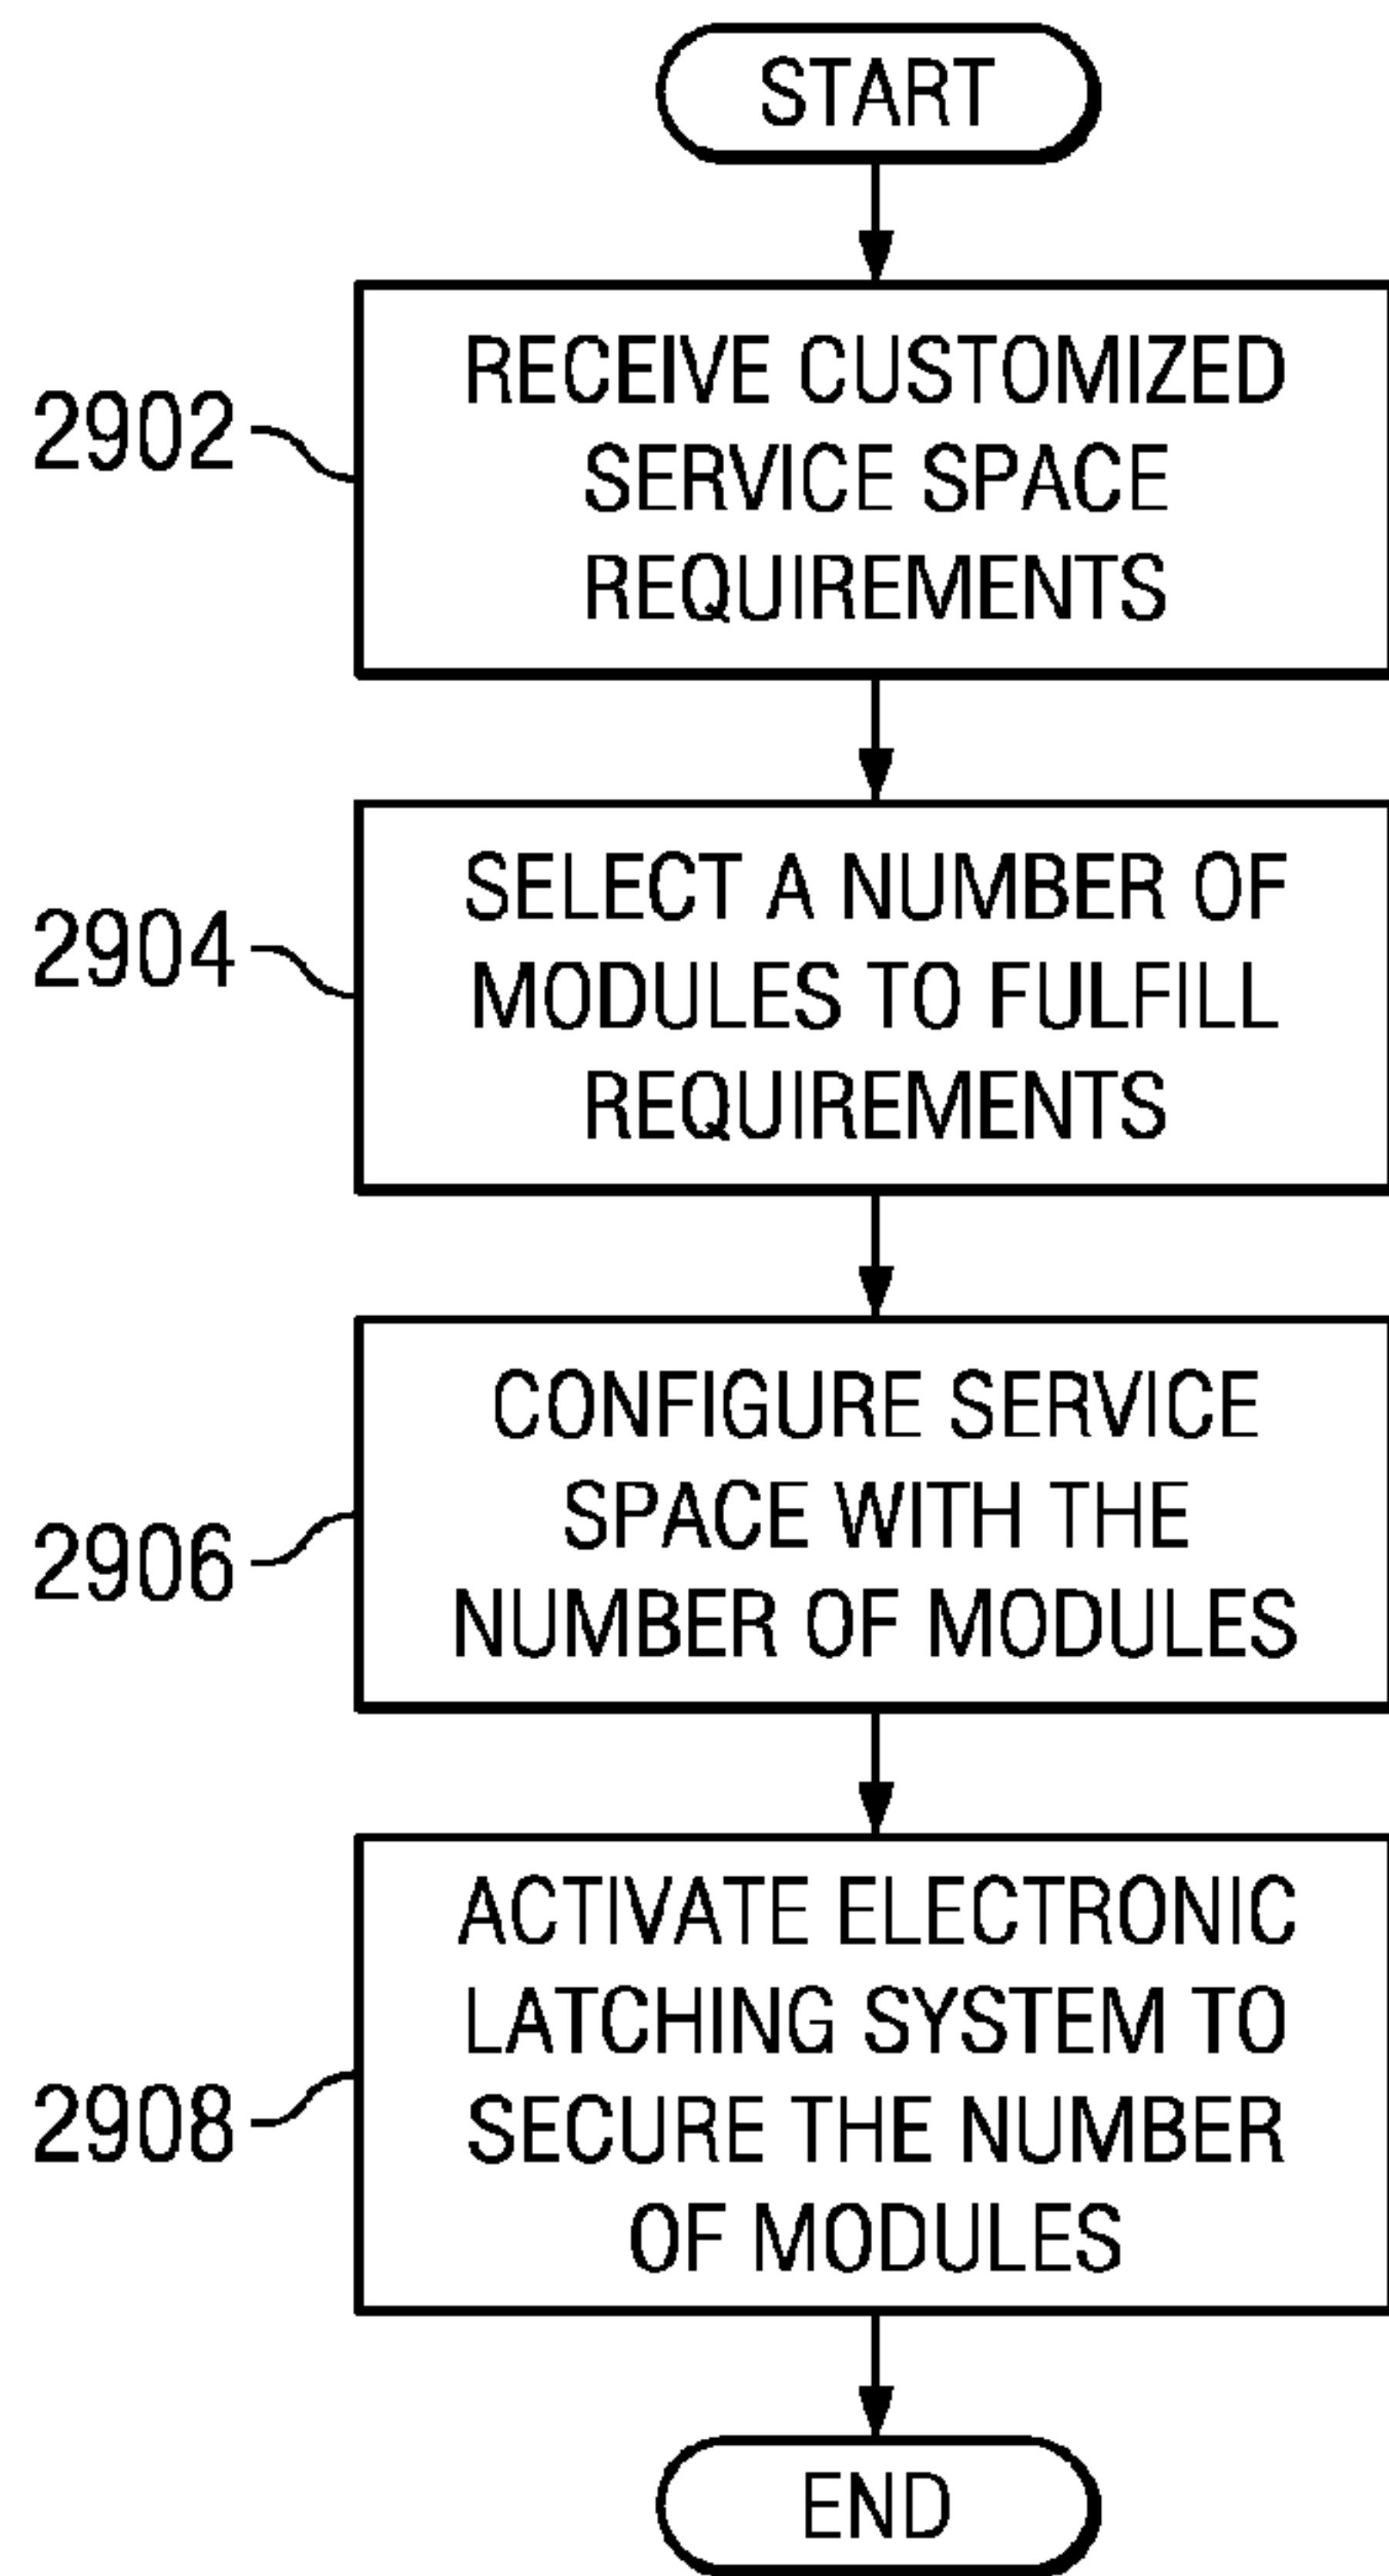 START
2902
RECEIVE CUSTOMIZED
SERVICE SPACE
REQUIREMENTS
2904
SELECT A NUMBER OF
MODULES TO FULFILL
REQUIREMENTS
2906
CONFIGURE SERVICE
SPACE WITH THE
NUMBER OF MODULES
2908
ACTIVATE ELECTRONIC
LATCHING SYSTEM TO
SECURE THE NUMBER
OF MODULES
END